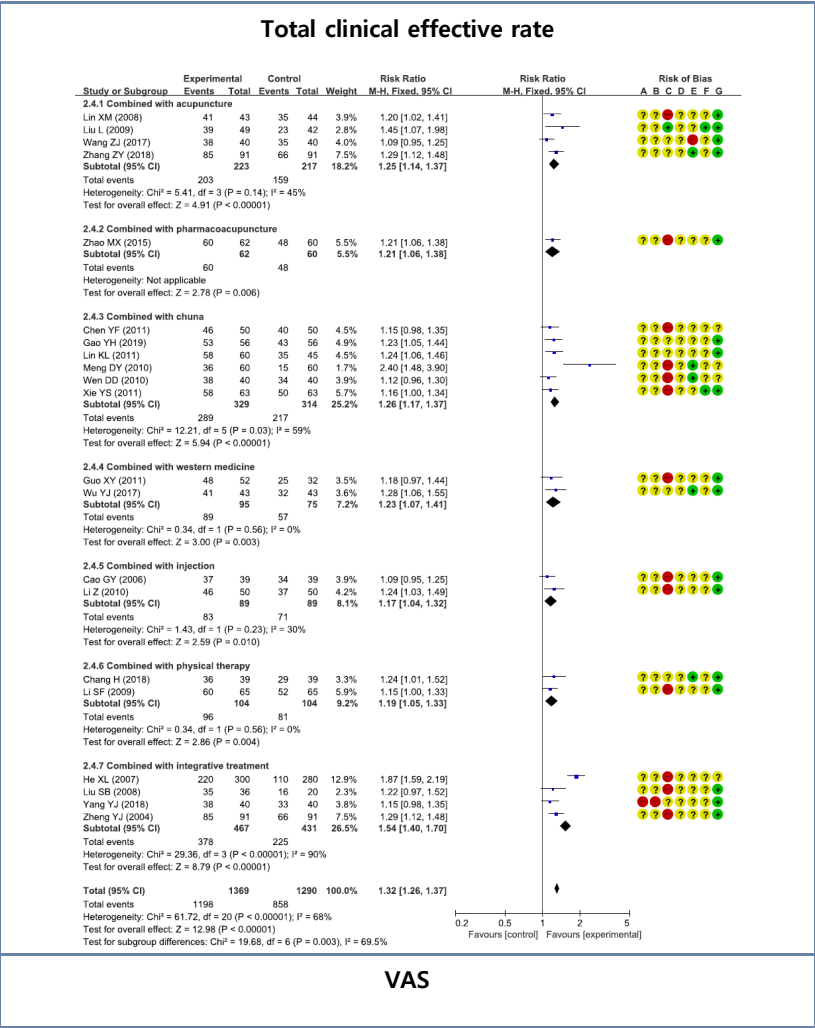 Total clinical effective rate
Experimental Control Risk Ratio Risk Ratio Risk of Bias
Study or Subgroup Events Total Events Total Weight M-H, Fixed, 95% CI M-H, Fixed, 95% CI A B C D E F G
2.4.1 Combined with acupuncture
Lin XM (2008) 41 43 35 44 3.9% 1.20 [1.02, 1.41] ? ? − ? ? ? +
Liu L (2009) 39 49 23 42 2.8% 1.45 [1.07, 1.98] ? ? + ? ? + +
Wang ZJ (2017) 38 40 35 40 4.0% 1.09 [0.95, 1.25] ? ? ? ? − ? +
Zhang ZY (2018) 85 91 66 91 7.5% 1.29 [1.12, 1.48] ? ? ? ? + ? +
Subtotal (95% CI) 223 217 18.2% 1.25 [1.14, 1.37]
Total events 203 159
Heterogeneity: Chi² = 5.41, df = 3 (P = 0.14); I² = 45%
Test for overall effect: Z = 4.91 (P < 0.00001)
2.4.2 Combined with pharmacoacupuncture
Zhao MX (2015) 60 62 48 60 5.5% 1.21 [1.06, 1.38] ? ? − ? ? ? +
Subtotal (95% CI) 62 60 5.5% 1.21 [1.06, 1.38]
Total events 60 48
Heterogeneity: Not applicable
Test for overall effect: Z = 2.78 (P = 0.006)
2.4.3 Combined with chuna
Chen YF (2011) 46 50 40 50 4.5% 1.15 [0.98, 1.35] ? ? − ? ? ? ?
Gao YH (2019) 53 56 43 56 4.9% 1.23 [1.05, 1.44] ? ? ? ? ? ? +
Lin KL (2011) 58 60 35 45 4.5% 1.24 [1.06, 1.46] ? ? ? ? ? ? +
Meng DY (2010) 36 60 15 60 1.7% 2.40 [1.48, 3.90] ? ? − ? + ? ?
Wen DD (2010) 38 40 34 40 3.9% 1.12 [0.96, 1.30] ? ? − ? + ? ?
Xie YS (2011) 58 63 50 63 5.7% 1.16 [1.00, 1.34] ? ? − ? ? + +
Subtotal (95% CI) 329 314 25.2% 1.26 [1.17, 1.37]
Total events 289 217
Heterogeneity: Chi² = 12.21, df = 5 (P = 0.03); I² = 59%
Test for overall effect: Z = 5.94 (P < 0.00001)
2.4.4 Combined with western medicine
Guo XY (2011) 48 52 25 32 3.5% 1.18 [0.97, 1.44] ? ? − ? ? ? +
Wu YJ (2017) 41 43 32 43 3.6% 1.28 [1.06, 1.55] ? ? ? ? + ? +
Subtotal (95% CI) 95 75 7.2% 1.23 [1.07, 1.41]
Total events 89 57
Heterogeneity: Chi² = 0.34, df = 1 (P = 0.56); I² = 0%
Test for overall effect: Z = 3.00 (P = 0.003)
2.4.5 Combined with injection
Cao GY (2006) 37 39 34 39 3.9% 1.09 [0.95, 1.25] ? ? − ? ? ? +
Li Z (2010) 46 50 37 50 4.2% 1.24 [1.03, 1.49] ? ? − ? ? ? +
Subtotal (95% CI) 89 89 8.1% 1.17 [1.04, 1.32]
Total events 83 71
Heterogeneity: Chi² = 1.43, df = 1 (P = 0.23); I² = 30%
Test for overall effect: Z = 2.59 (P = 0.010)
2.4.6 Combined with physical therapy
Chang H (2018) 36 39 29 39 3.3% 1.24 [1.01, 1.52] ? ? ? ? + ? +
Li SF (2009) 60 65 52 65 5.9% 1.15 [1.00, 1.33] ? ? − ? ? ? +
Subtotal (95% CI) 104 104 9.2% 1.19 [1.05, 1.33]
Total events 96 81
Heterogeneity: Chi² = 0.34, df = 1 (P = 0.56); I² = 0%
Test for overall effect: Z = 2.86 (P = 0.004)
2.4.7 Combined with integrative treatment
He XL (2007) 220 300 110 280 12.9% 1.87 [1.59, 2.19] ? ? − ? ? ? ?
Liu SB (2008) 35 36 16 20 2.3% 1.22 [0.97, 1.52] ? ? − ? ? ? +
Yang YJ (2018) 38 40 33 40 3.8% 1.15 [0.98, 1.35] − − ? ? ? ? +
Zheng YJ (2004) 85 91 66 91 7.5% 1.29 [1.12, 1.48] ? ? − ? ? ? +
Subtotal (95% CI) 467 431 26.5% 1.54 [1.40, 1.70]
Total events 378 225
Heterogeneity: Chi² = 29.36, df = 3 (P < 0.00001); I² = 90%
Test for overall effect: Z = 8.79 (P < 0.00001)
Total (95% CI) 1369 1290 100.0% 1.32 [1.26, 1.37]
Total events 1198 858
Heterogeneity: Chi² = 61.72, df = 20 (P < 0.00001); I² = 68%
Test for overall effect: Z = 12.98 (P < 0.00001)
Test for subgroup differences: Chi² = 19.68, df = 6 (P = 0.003), I² = 69.5%
0.2 0.5 1 2 5
Favours [control] Favours [experimental]
VAS